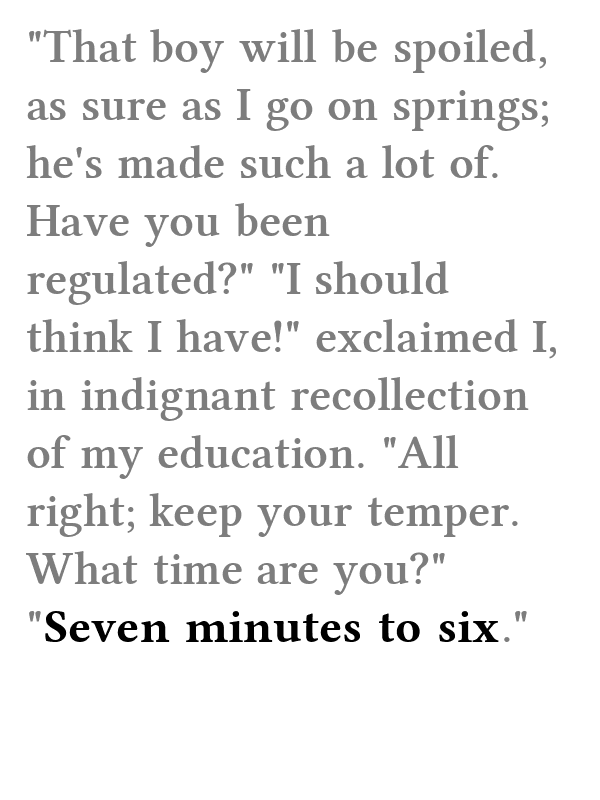 "That boy will be spoiled,
as sure as I go on springs;
he's made such a lot of.
Have you been
regulated?" "I should
think I have!" exclaimed I,
in indignant recollection
of my education. "All
right; keep your temper.
What time are you?"
"Seven minutes to six."